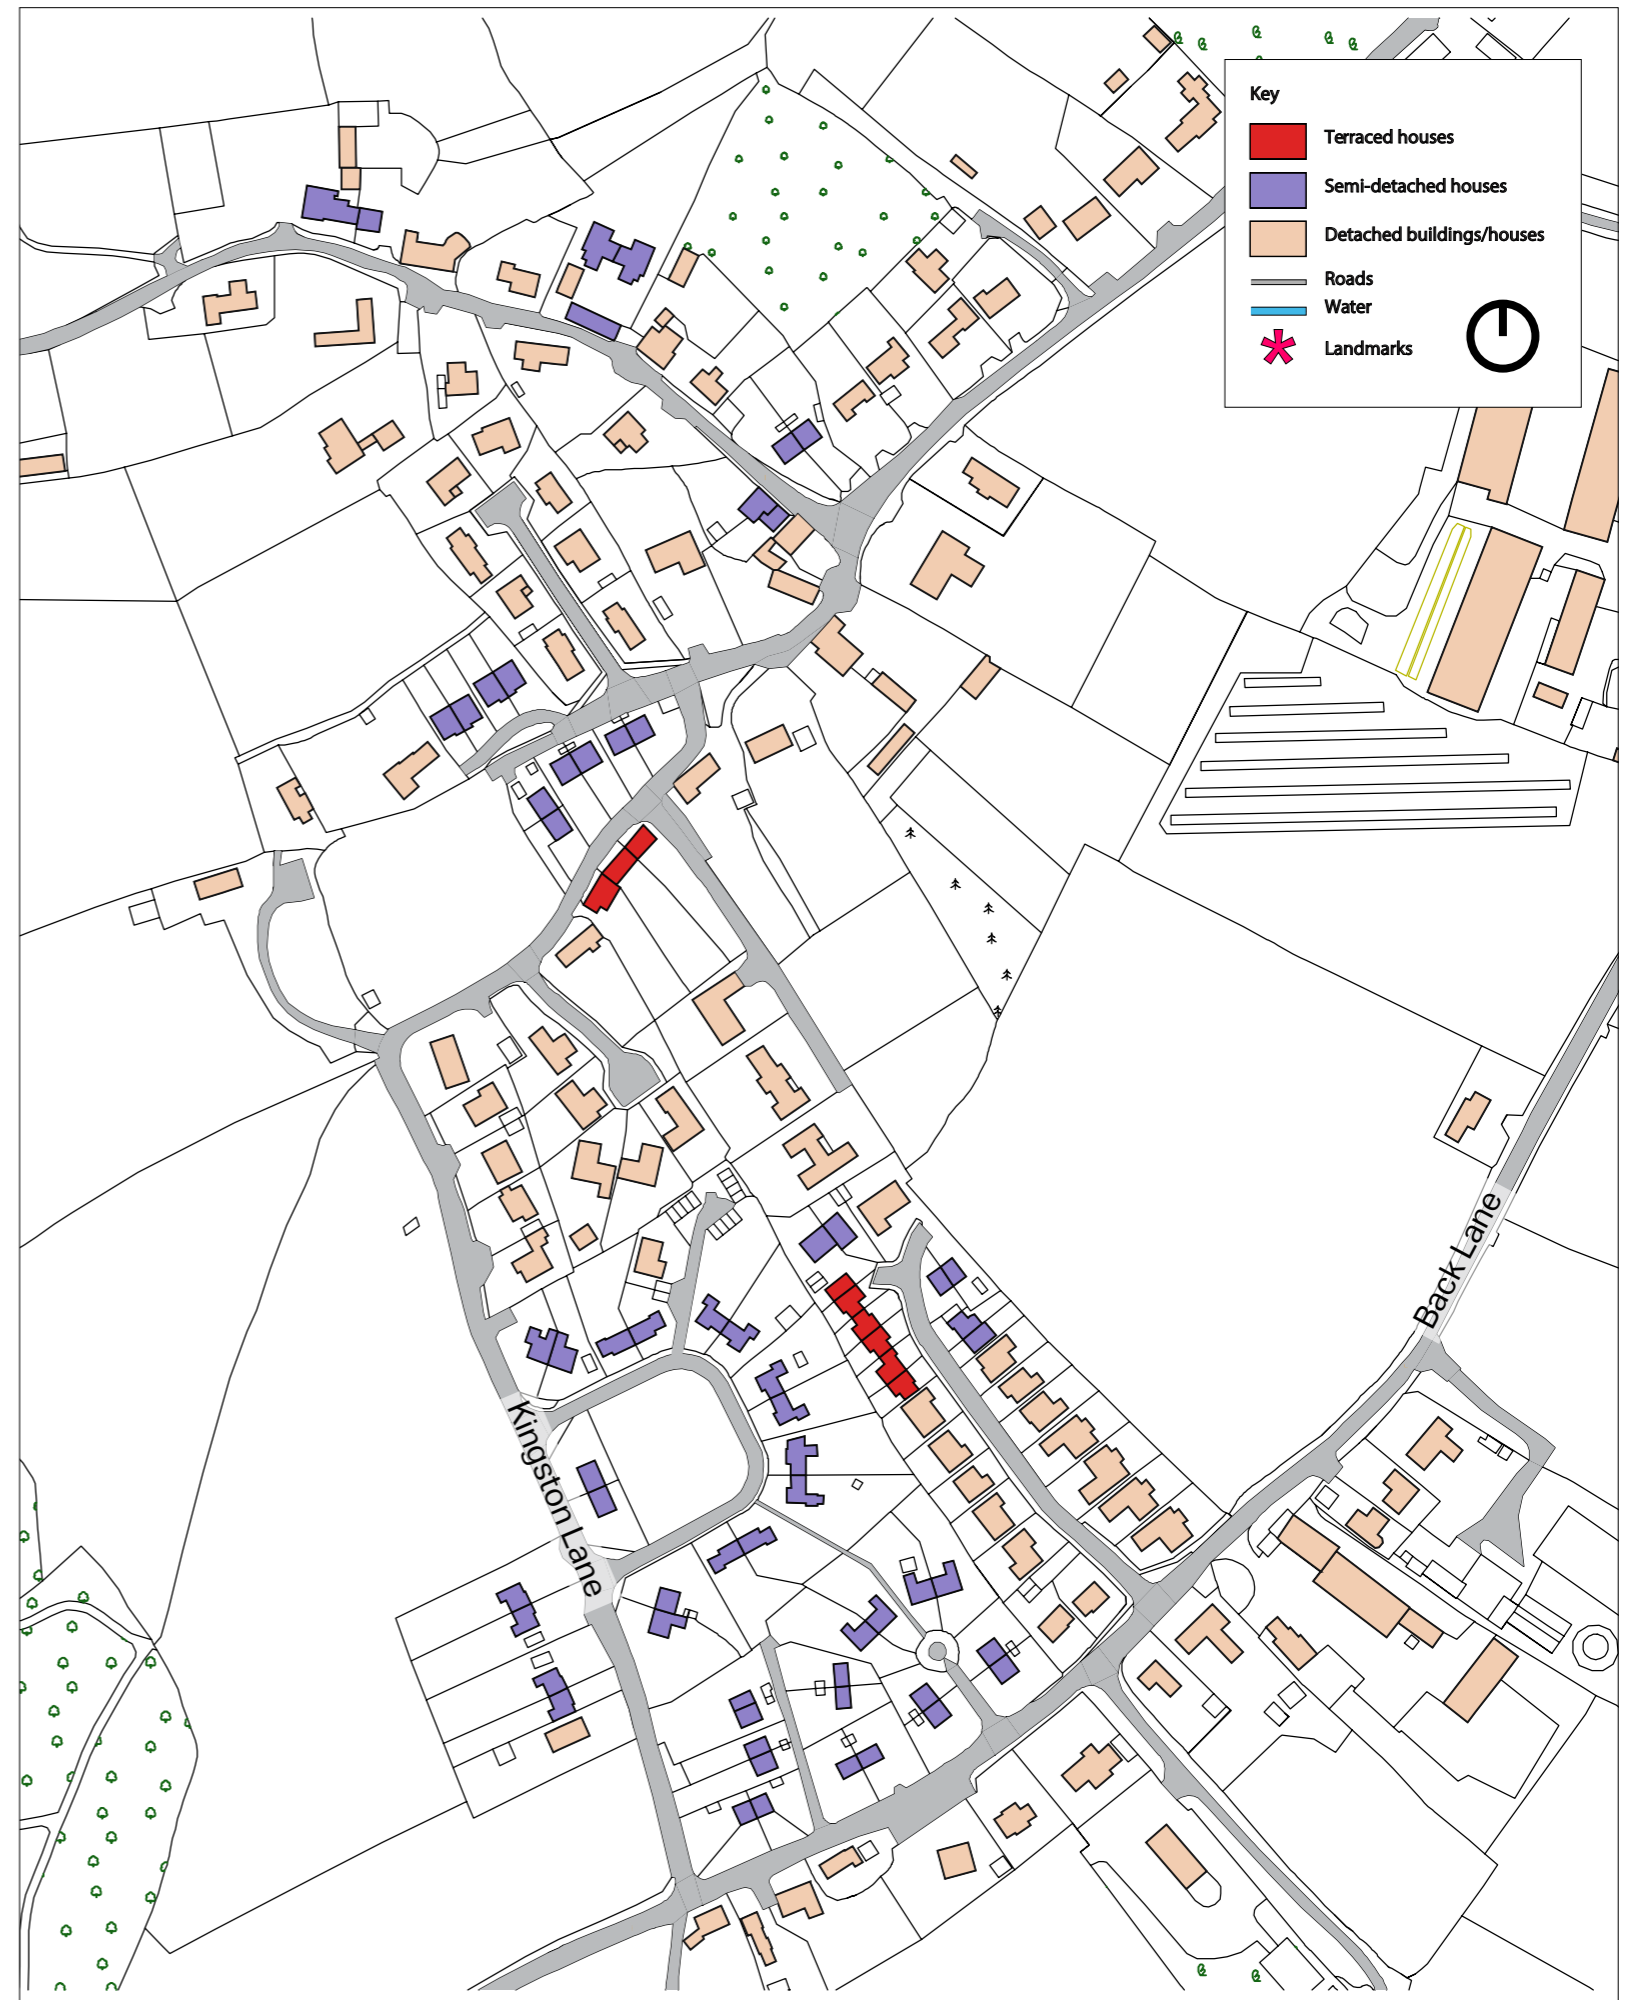 Key
Terraced houses
Semi-detached houses
Detached buildings/houses
Roads
Water
Landmarks
Back Lane
Kingston Lane